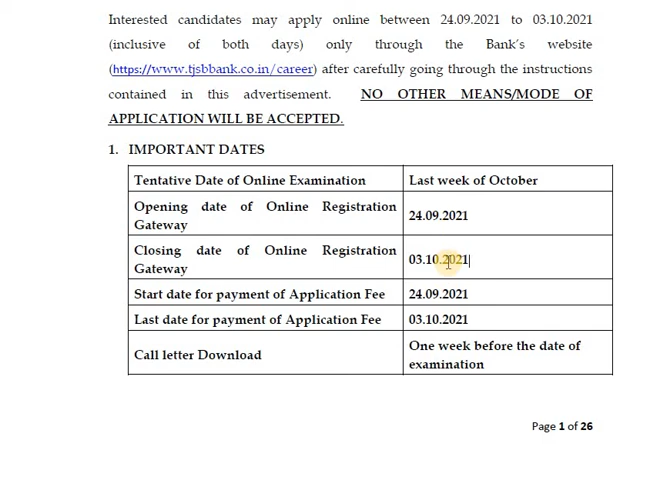 Interested candidates may apply online between 24.09.2021 to 03.10.2021
(inclusive of both days) only through the Bank's website
(https://www.tjsbbank.co.in/career) after carefully going through the instructions
contained in this advertisement. NO OTHER MEANS/MODE OF
APPLICATION WILL BE ACCEPTED.
1. IMPORTANT DATES
Tentative Date of Online Examination Last week of October
Opening date of Online Registration
Gateway
24.09.2021
Closing date of Online Registration
Gateway
03.10.2021
Start date for payment of Application Fee 24.09.2021
Last date for payment of Application Fee 03.10.2021
Call letter Download
One week before the date of
examination
Page 1 of 26